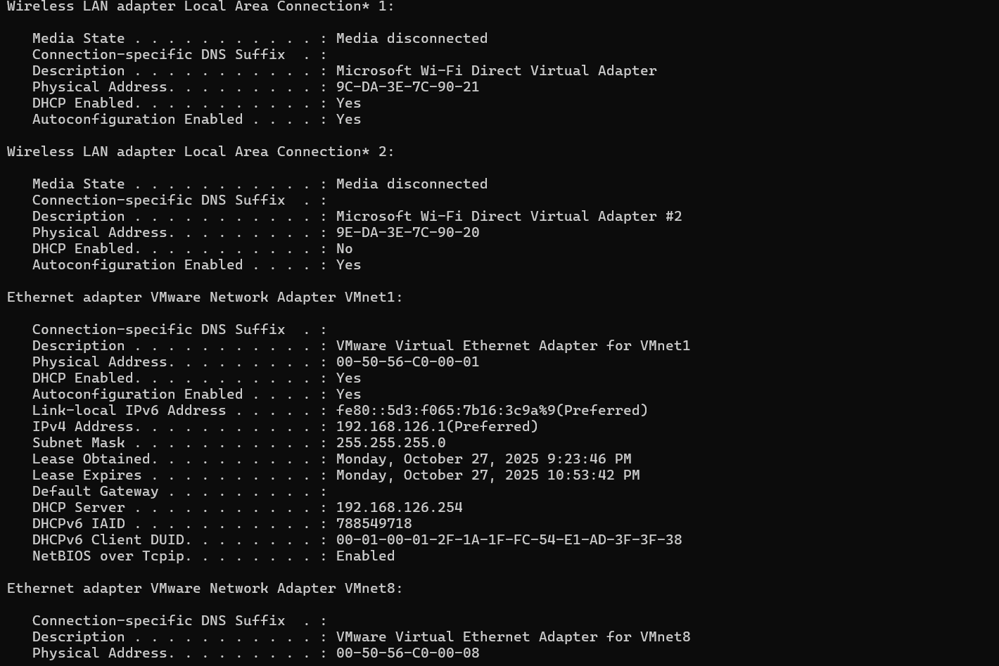 Wireless LAN adapter Local Area Connection* 1:
Media State . . . . . . . . . . . : Media disconnected
Connection-specific DNS Suffix  . :
Description . . . . . . . . . . . : Microsoft Wi-Fi Direct Virtual Adapter
Physical Address. . . . . . . . . : 9C-DA-3E-7C-90-21
DHCP Enabled. . . . . . . . . . . : Yes
Autoconfiguration Enabled . . . . : Yes
Wireless LAN adapter Local Area Connection* 2:
Media State . . . . . . . . . . . : Media disconnected
Connection-specific DNS Suffix  . :
Description . . . . . . . . . . . : Microsoft Wi-Fi Direct Virtual Adapter #2
Physical Address. . . . . . . . . : 9E-DA-3E-7C-90-20
DHCP Enabled. . . . . . . . . . . : No
Autoconfiguration Enabled . . . . : Yes
Ethernet adapter VMware Network Adapter VMnet1:
Connection-specific DNS Suffix  . :
Description . . . . . . . . . . . : VMware Virtual Ethernet Adapter for VMnet1
Physical Address. . . . . . . . . : 00-50-56-C0-00-01
DHCP Enabled. . . . . . . . . . . : Yes
Autoconfiguration Enabled . . . . : Yes
Link-local IPv6 Address . . . . . : fe80::5d3:f065:7b16:3c9a%9(Preferred)
IPv4 Address. . . . . . . . . . . : 192.168.126.1(Preferred)
Subnet Mask . . . . . . . . . . . : 255.255.255.0
Lease Obtained. . . . . . . . . . : Monday, October 27, 2025 9:23:46 PM
Lease Expires . . . . . . . . . . : Monday, October 27, 2025 10:53:42 PM
Default Gateway . . . . . . . . . :
DHCP Server . . . . . . . . . . . : 192.168.126.254
DHCPv6 IAID . . . . . . . . . . . : 788549718
DHCPv6 Client DUID. . . . . . . . : 00-01-00-01-2F-1A-1F-FC-54-E1-AD-3F-3F-38
NetBIOS over Tcpip. . . . . . . . : Enabled
Ethernet adapter VMware Network Adapter VMnet8:
Connection-specific DNS Suffix  . :
Description . . . . . . . . . . . : VMware Virtual Ethernet Adapter for VMnet8
Physical Address. . . . . . . . . : 00-50-56-C0-00-08